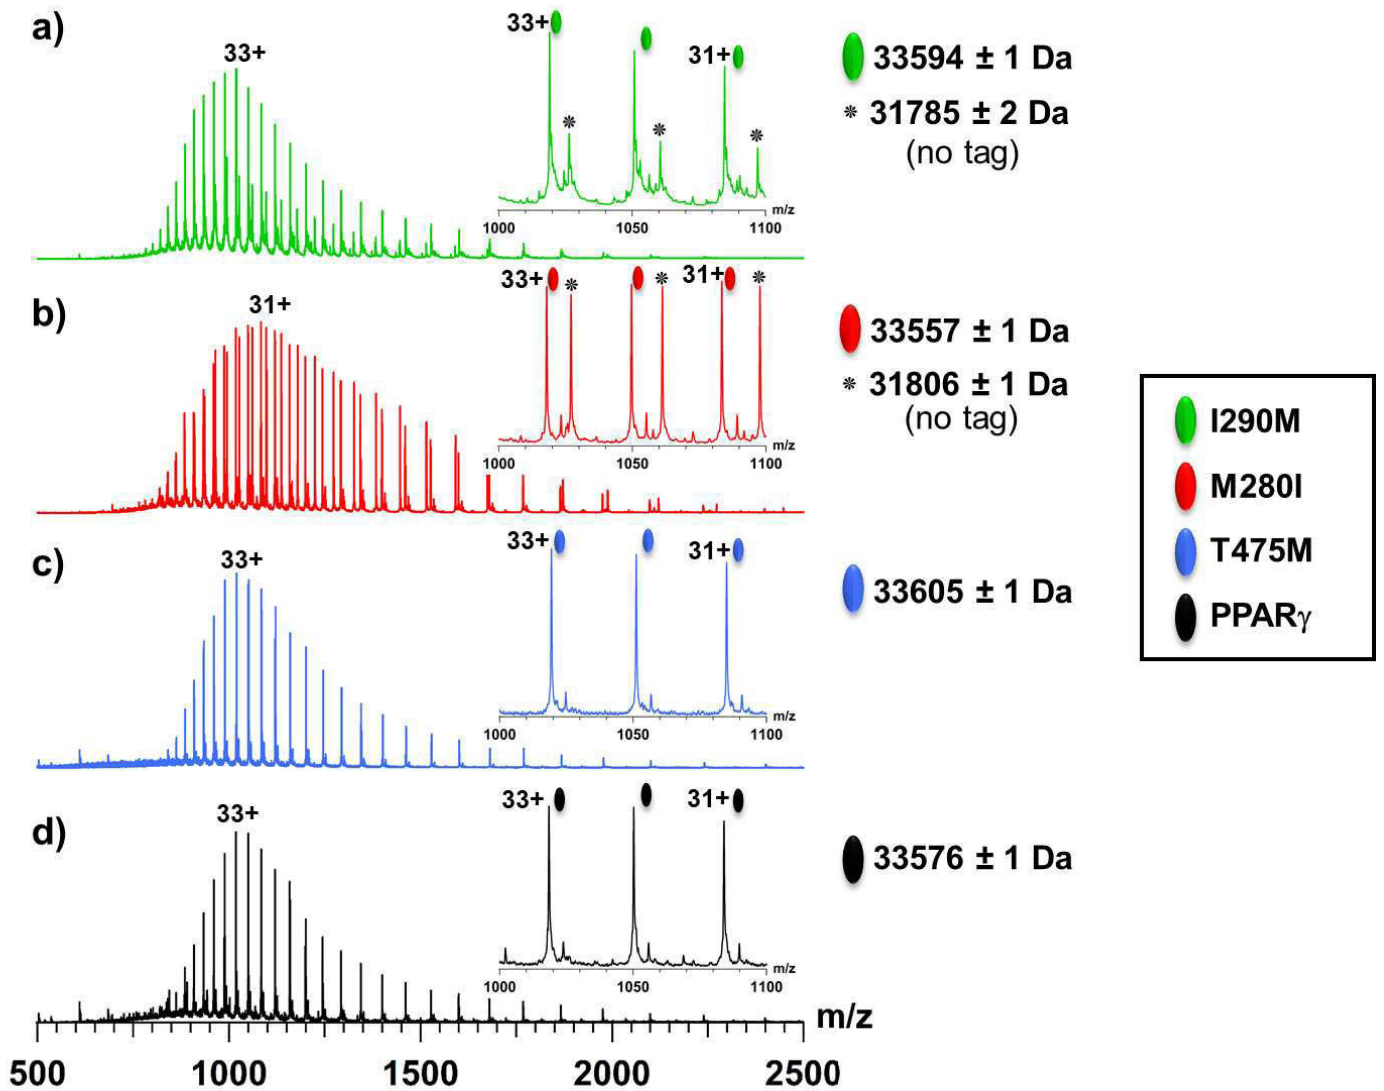 a)
33+
33+
31+
33594 ± 1 Da
* 31785 ± 2 Da
(no tag)
* * *
m/z
1000 1050 1100
b)
31+
33+ * * 31+ *
33557 ± 1 Da
* 31806 ± 1 Da
(no tag)
m/z
1000 1050 1100
I290M
M280I
T475M
PPARγ
c)
33+
33+
31+
33605 ± 1 Da
m/z
1000 1050 1100
d)
33+
33+
31+
33576 ± 1 Da
m/z
1000 1050 1100
m/z
500 1000 1500 2000 2500